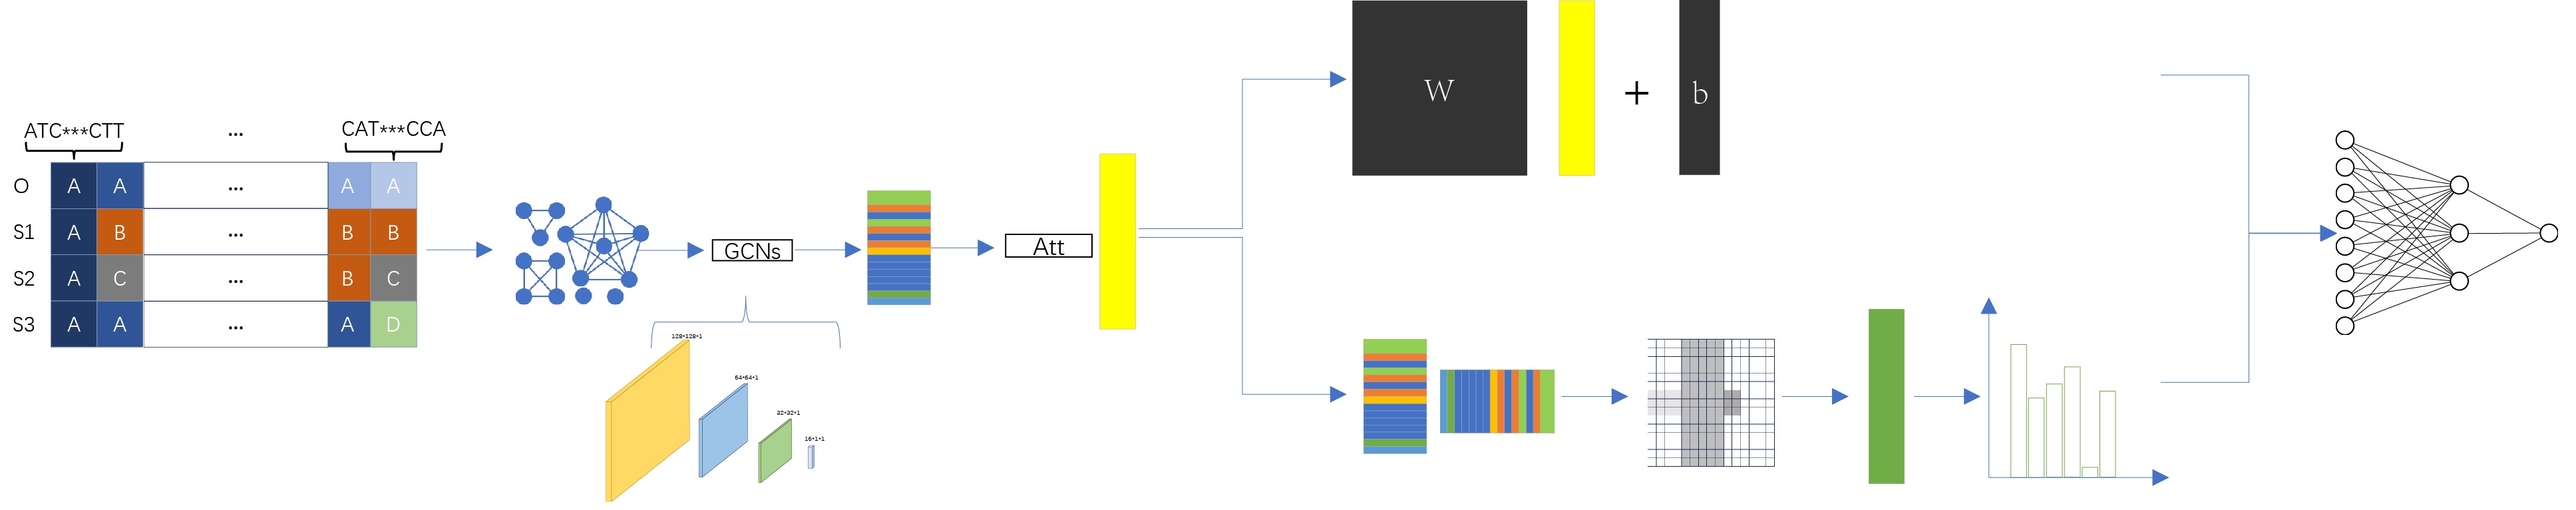 ATC***CTT ... CAT***CCA
O A A ... A A
S1 A B ... B B
S2 A C ... B C
S3 A A ... A D
GCNs
128*128*1
64*64*1
32*32*1
16*1*1
Att
W + b